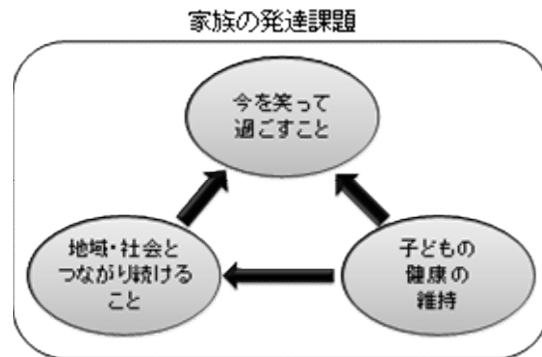 家族の発達課題
今を笑って
過ごすこと
地域・社会と
つながり続ける
こと
子どもの
健康の
維持